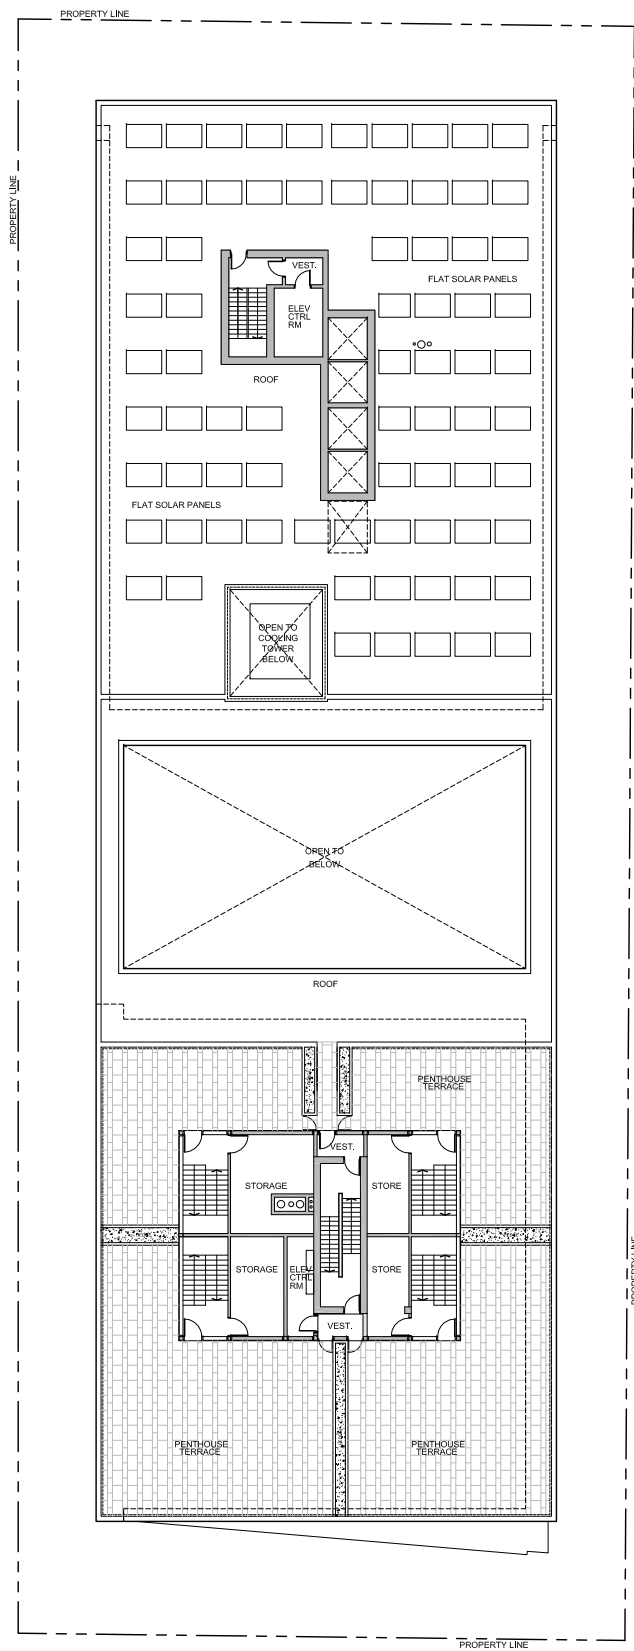 PROPERTY LINE
PROPERTY LINE
VEST.
FLAT SOLAR PANELS
ELEV
CTRL
RM
ROOF
FLAT SOLAR PANELS
OPEN TO
COOLING
TOWER
BELOW
OPEN TO
BELOW
ROOF
PENTHOUSE
TERRACE
VEST.
STORAGE
STORE
PROPERTY LINE
STORAGE
ELEV
CTRL
RM
STORE
VEST.
PENTHOUSE
TERRACE
PENTHOUSE
TERRACE
PROPERTY LINE